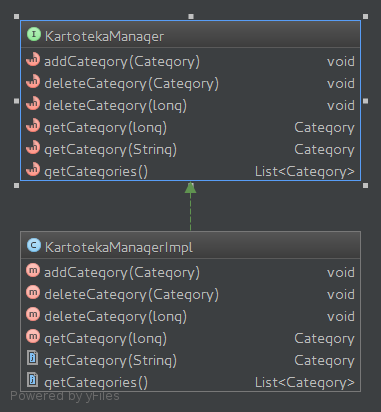 I KartotekaManager
m addCategory(Category) void
m deleteCategory(Category) void
m deleteCategory(long) void
m getCategory(long) Category
m getCategory(String) Category
m getCategories() List<Category>
C KartotekaManagerImpl
m addCategory(Category) void
m deleteCategory(Category) void
m deleteCategory(long) void
m getCategory(long) Category
getCategory(String) Category
getCategories() List<Category>
Powered by yFiles